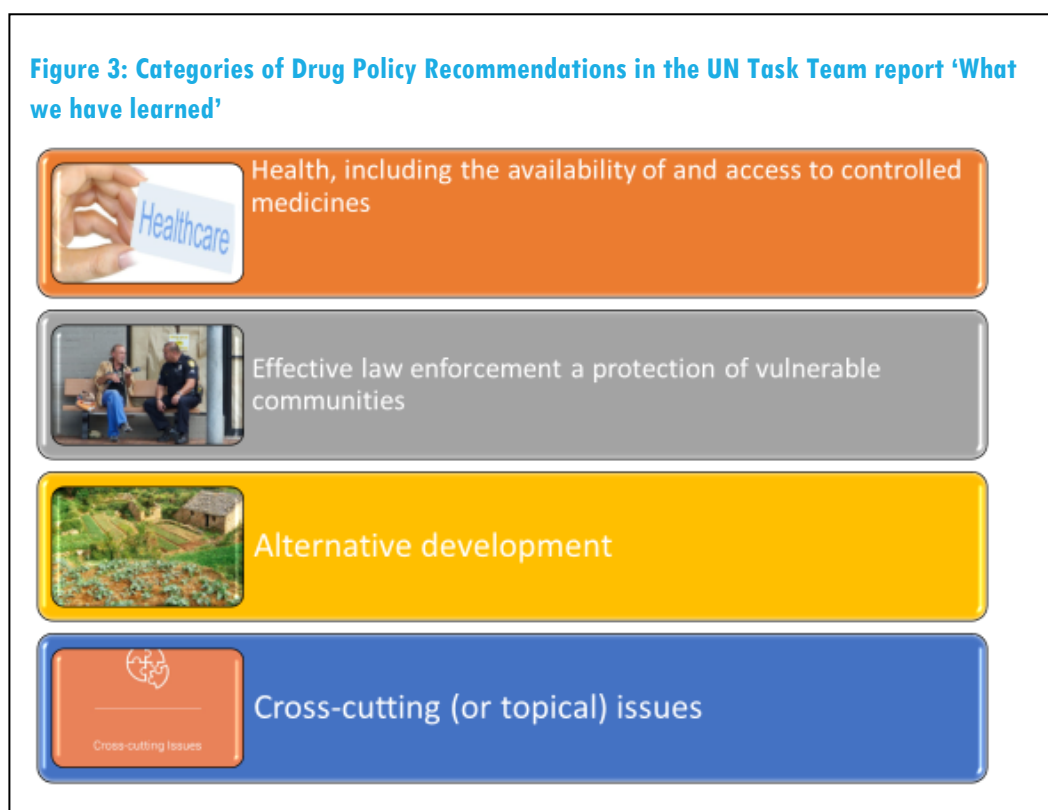 Figure 3: Categories of Drug Policy Recommendations in the UN Task Team report ‘What
we have learned’
Health, including the availability of and access to controlled
medicines
Healthcare
Effective law enforcement a protection of vulnerable
communities
Alternative development
Cross-cutting (or topical) issues
Cross-cutting Issues